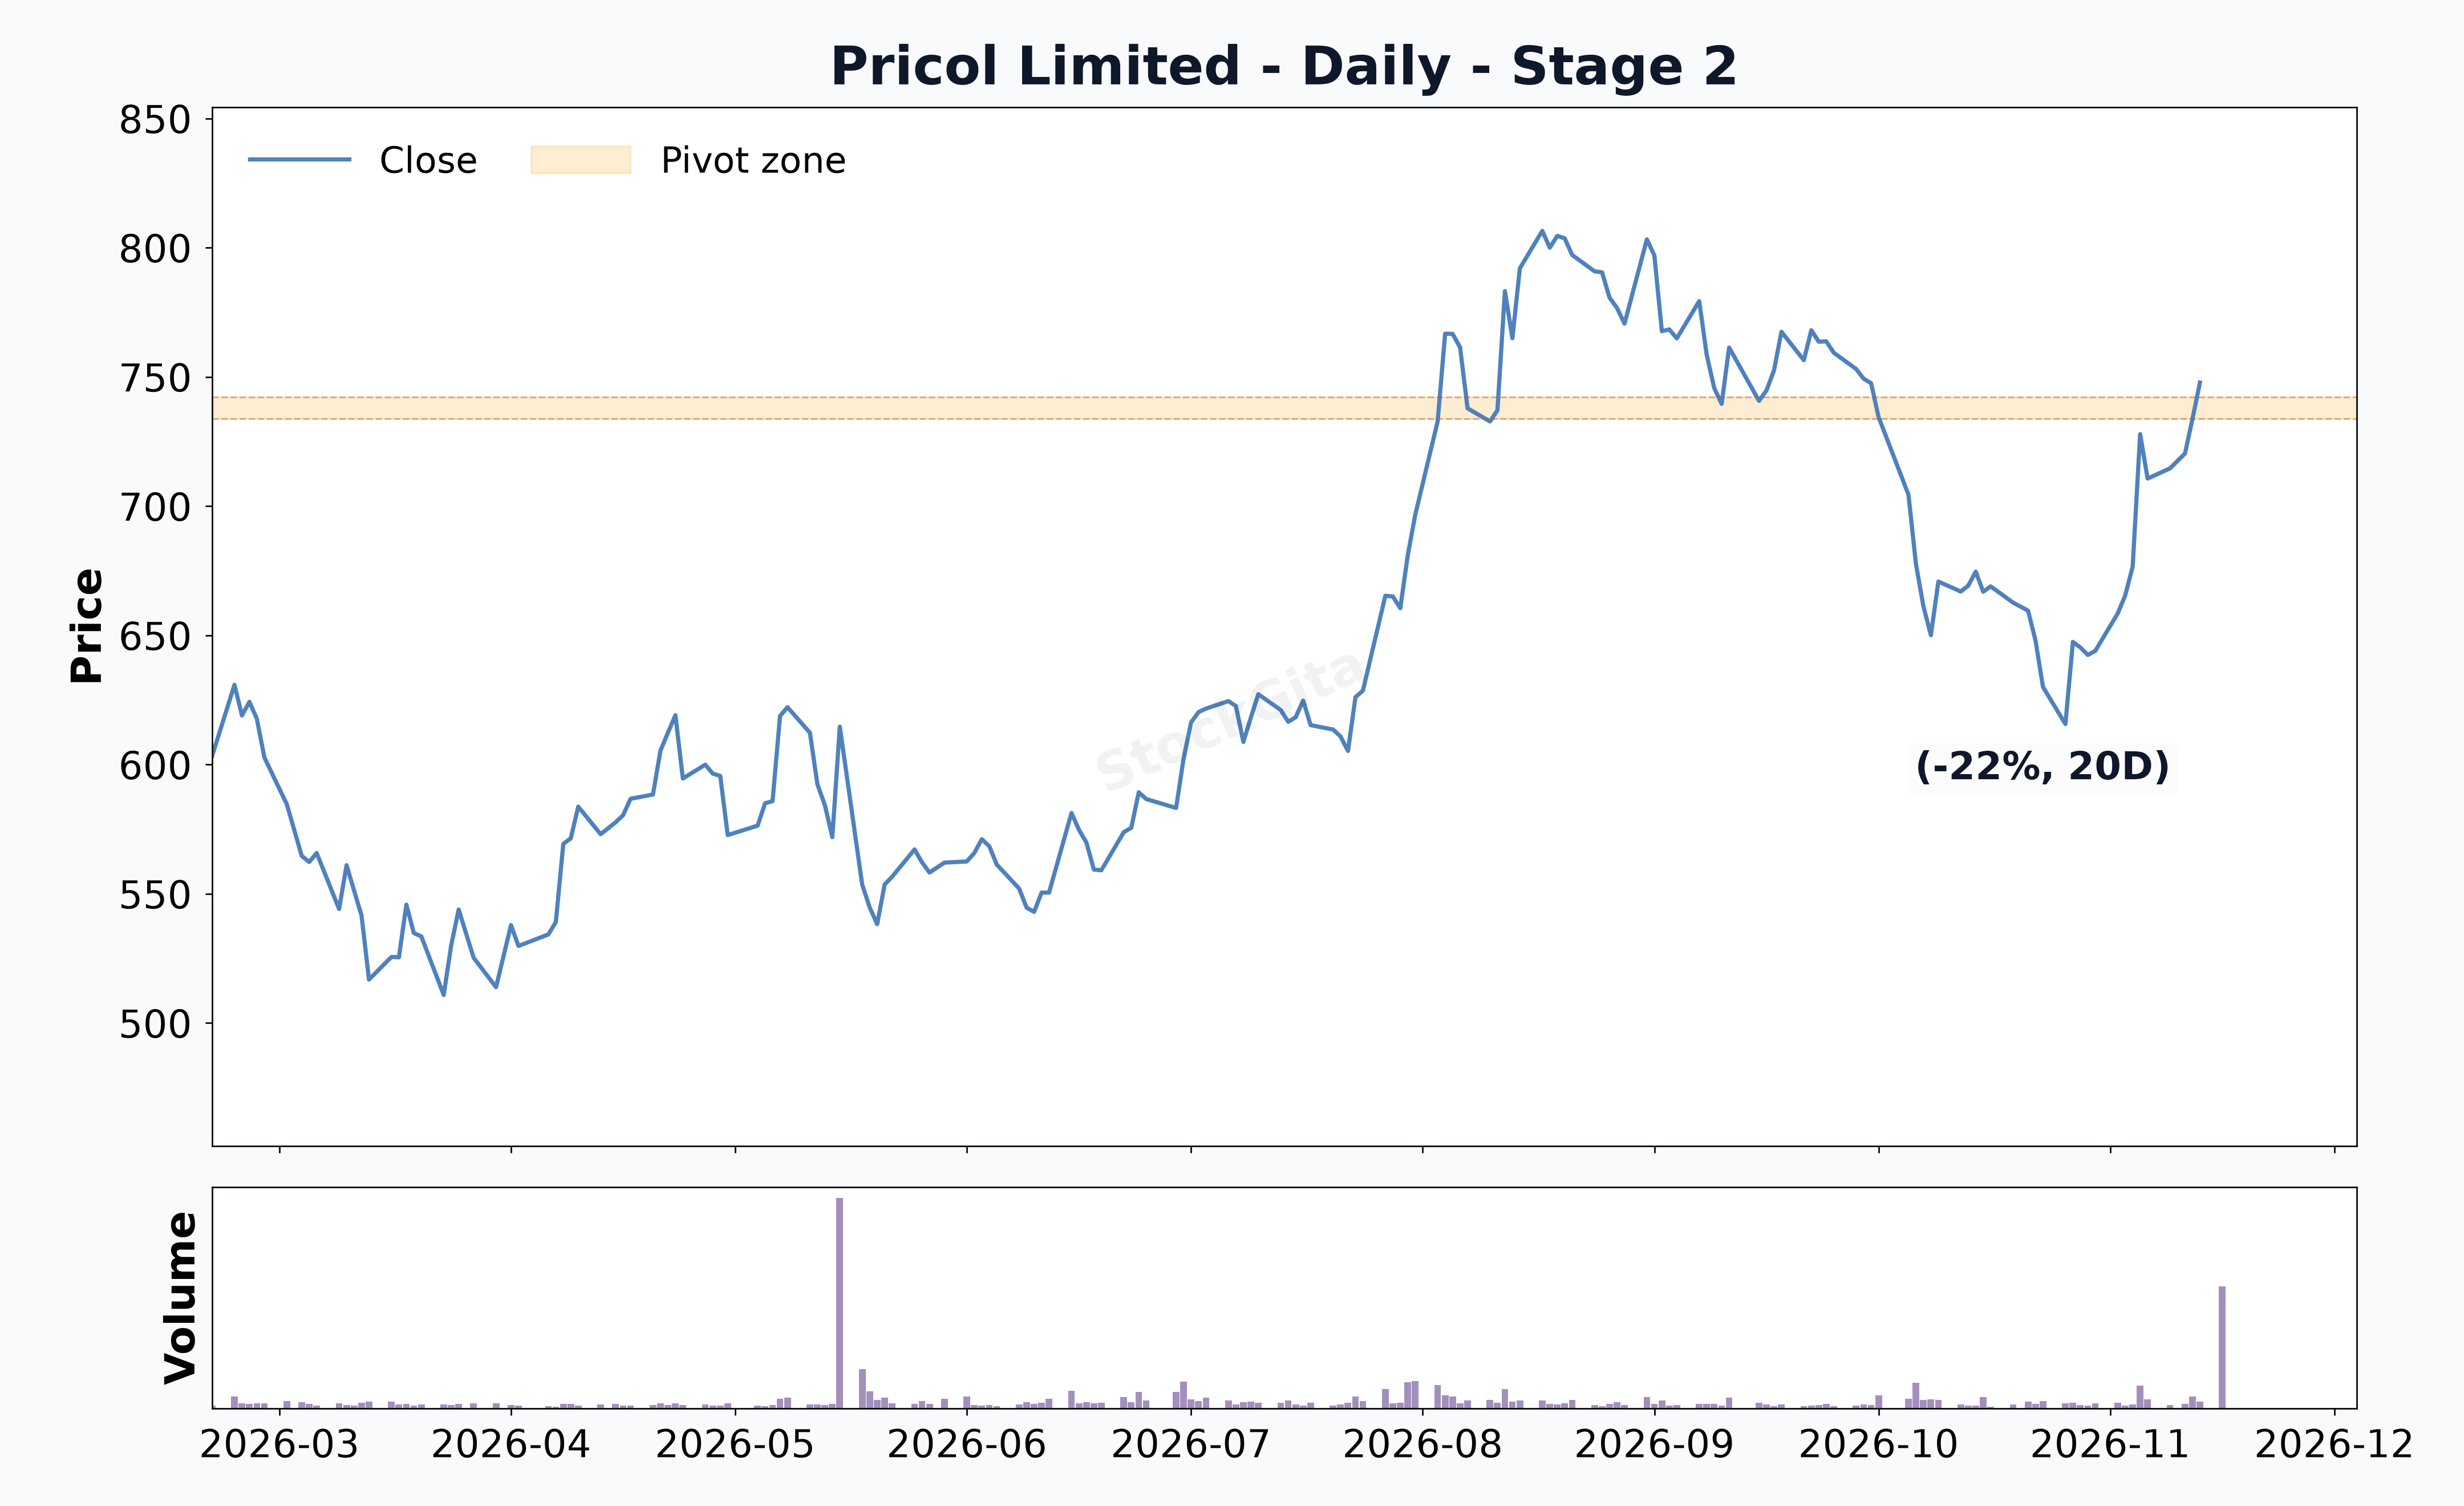 Pricol Limited - Daily - Stage 2
Close
Pivot zone
850
800
750
700
650
600
550
500
Price
StockGita
(-22%, 20D)
Volume
2026-03
2026-04
2026-05
2026-06
2026-07
2026-08
2026-09
2026-10
2026-11
2026-12